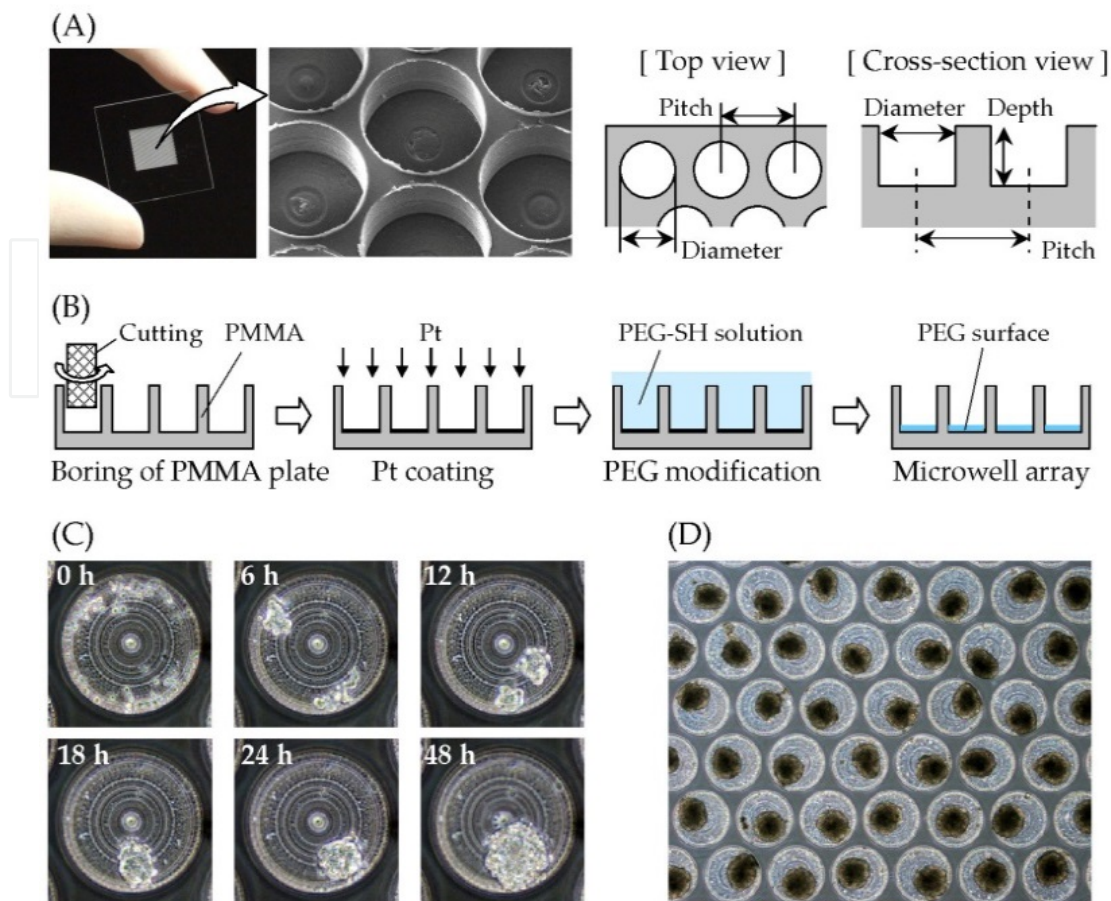 (A)
[ Top view ]
[ Cross-section view ]
Pitch
Diameter
Depth
Diameter
Pitch
(B)
Cutting
PMMA
Pt
PEG-SH solution
PEG surface
Boring of PMMA plate
Pt coating
PEG modification
Microwell array
(C)
(D)
0 h
6 h
12 h
18 h
24 h
48 h